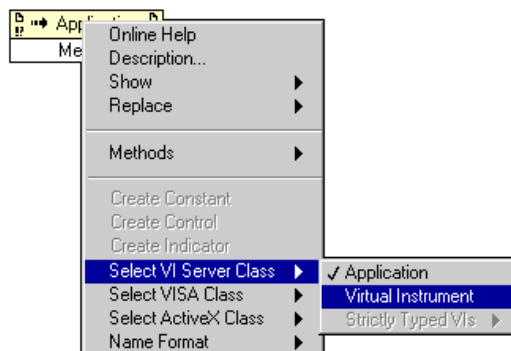 Online Help
Description...
Show
Replace
Methods
Create Constant
Create Control
Create Indicator
Select VI Server Class
Application
Virtual Instrument
Strictly Typed VIs
Select VISA Class
Select ActiveX Class
Name Format